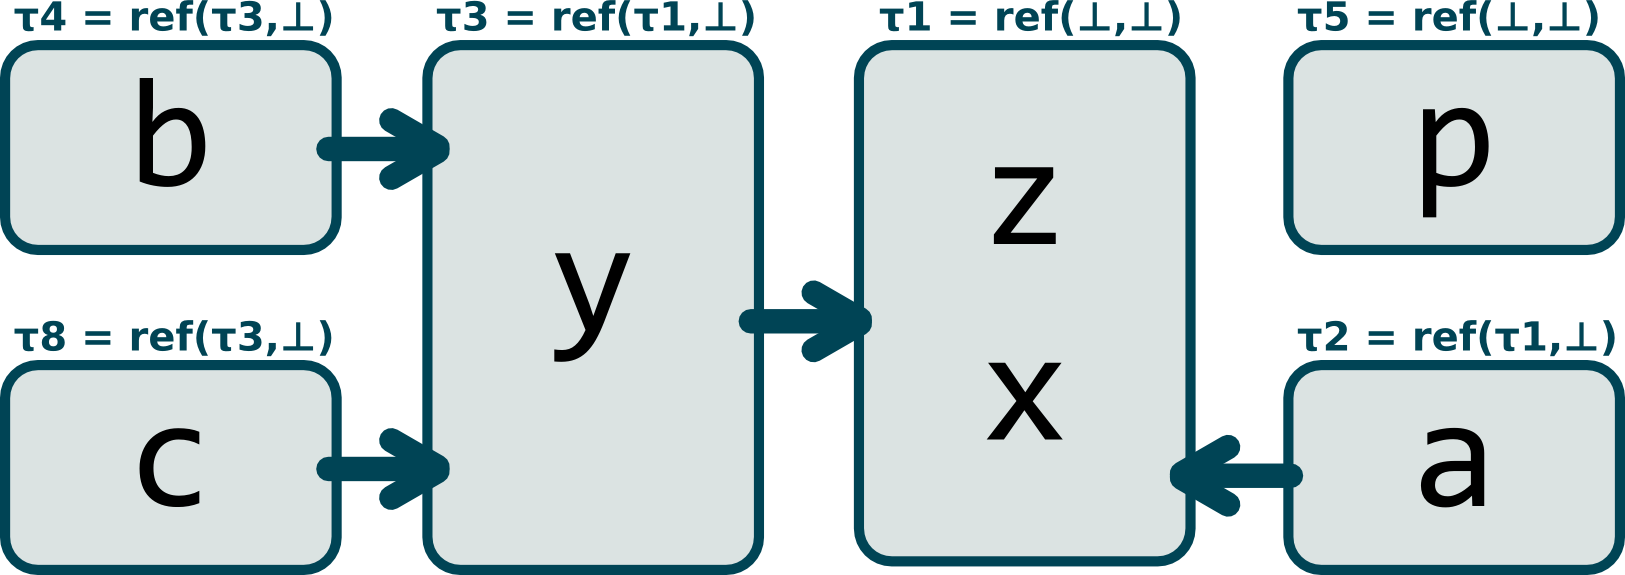 τ4 = ref(τ3,⊥)
τ3 = ref(τ1,⊥)
τ1 = ref(⊥,⊥)
τ5 = ref(⊥,⊥)
b
y
z
x
p
τ8 = ref(τ3,⊥)
c
τ2 = ref(τ1,⊥)
a